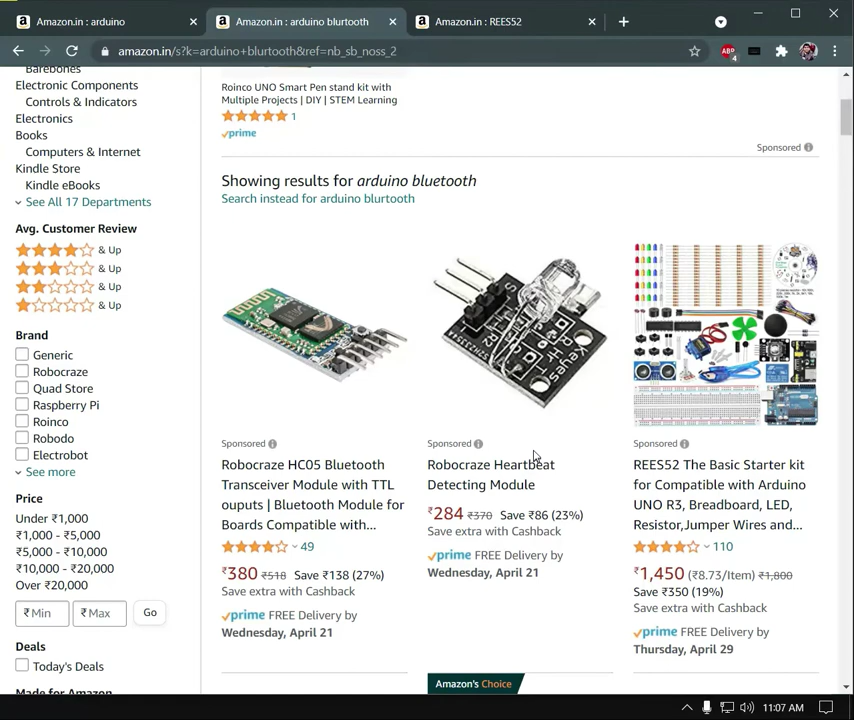 Amazon.in : arduino
Amazon.in : arduino blurtooth
Amazon.in : REES52
amazon.in/s?k=arduino+blurtooth&ref=nb_sb_noss_2
ABP
4
Barebones
Electronic Components
Controls & Indicators
Electronics
Books
Computers & Internet
Kindle Store
Kindle eBooks
See All 17 Departments
Avg. Customer Review
& Up
& Up
& Up
& Up
Brand
Generic
Robocraze
Quad Store
Raspberry Pi
Roinco
Robodo
Electrobot
See more
Price
Under ₹1,000
₹1,000 - ₹5,000
₹5,000 - ₹10,000
₹10,000 - ₹20,000
Over ₹20,000
₹ Min
₹ Max
Go
Deals
Today's Deals
Made for Amazon
Roinco UNO Smart Pen stand kit with
Multiple Projects | DIY | STEM Learning
1
prime
Sponsored
Showing results for arduino bluetooth
Search instead for arduino blurtooth
Sponsored
Robocraze HC05 Bluetooth
Transceiver Module with TTL
ouputs | Bluetooth Module for
Boards Compatible with...
49
₹380 ₹518 Save ₹138 (27%)
Save extra with Cashback
prime FREE Delivery by
Wednesday, April 21
Sponsored
Robocraze Heartbeat
Detecting Module
₹284 ₹370 Save ₹86 (23%)
Save extra with Cashback
prime FREE Delivery by
Wednesday, April 21
Amazon's Choice
Sponsored
REES52 The Basic Starter kit
for Compatible with Arduino
UNO R3, Breadboard, LED,
Resistor,Jumper Wires and...
110
₹1,450 (₹8.73/Item) ₹1,800
Save ₹350 (19%)
Save extra with Cashback
prime FREE Delivery by
Thursday, April 29
11:07 AM